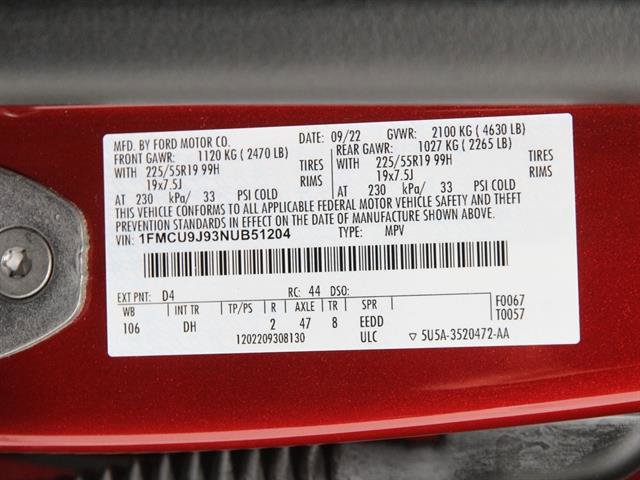 MFD. BY FORD MOTOR CO. DATE: 09/22 GVWR: 2100 KG ( 4630 LB)
FRONT GAWR: 1120 KG ( 2470 LB) REAR GAWR: 1027 KG ( 2265 LB)
WITH 225/55R19 99H TIRES WITH 225/55R19 99H TIRES
19x7.5J RIMS 19x7.5J RIMS
AT 230 kPa/ 33 PSI COLD AT 230 kPa/ 33 PSI COLD
THIS VEHICLE CONFORMS TO ALL APPLICABLE FEDERAL MOTOR VEHICLE SAFETY AND THEFT
PREVENTION STANDARDS IN EFFECT ON THE DATE OF MANUFACTURE SHOWN ABOVE.
VIN: 1FMCU9J93NUB51204 TYPE: MPV
EXT PNT: D4 RC: 44 DSO: F0067
WB INT TR TP/PS R AXLE TR SPR T0057
106 DH 2 47 8 EEDD
1202209308130 ULC ▽ 5U5A-3520472-AA